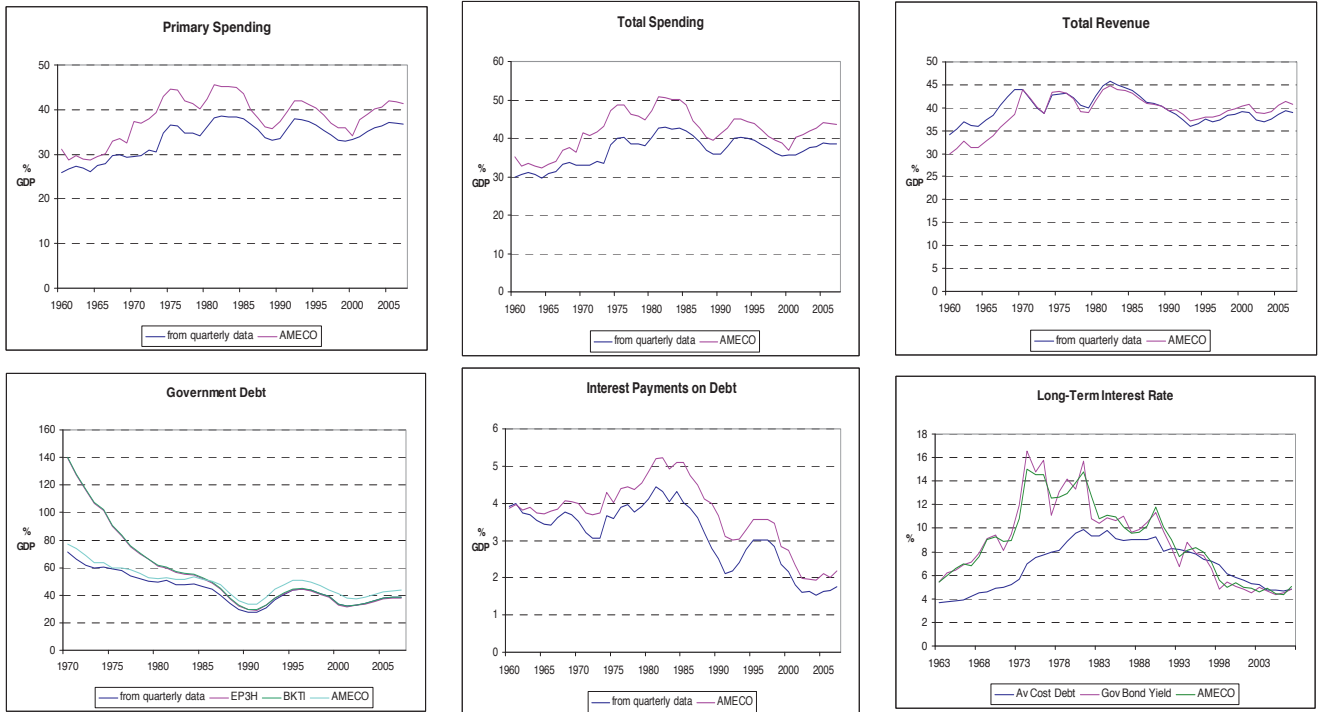 Primary Spending
50
40
30
20
10
0
%
GDP
1960 1965 1970 1975 1980 1985 1990 1995 2000 2005
from quarterly data AMECO
Total Spending
60
50
40
30
20
10
0
%
GDP
1960 1965 1970 1975 1980 1985 1990 1995 2000 2005
from quarterly data AMECO
Total Revenue
50
45
40
35
30
25
20
15
10
5
0
%
GDP
1960 1965 1970 1975 1980 1985 1990 1995 2000 2005
from quarterly data AMECO
Government Debt
160
140
120
100
80
60
40
20
0
%
GDP
1970 1975 1980 1985 1990 1995 2000 2005
from quarterly data EP3H BKTI AMECO
Interest Payments on Debt
6
5
4
3
2
1
0
%
GDP
1960 1965 1970 1975 1980 1985 1990 1995 2000 2005
from quarterly data AMECO
Long-Term Interest Rate
18
16
14
12
10
8
6
4
2
0
%
1963 1968 1973 1978 1983 1988 1993 1998 2003
Av Cost Debt Gov Bond Yield AMECO